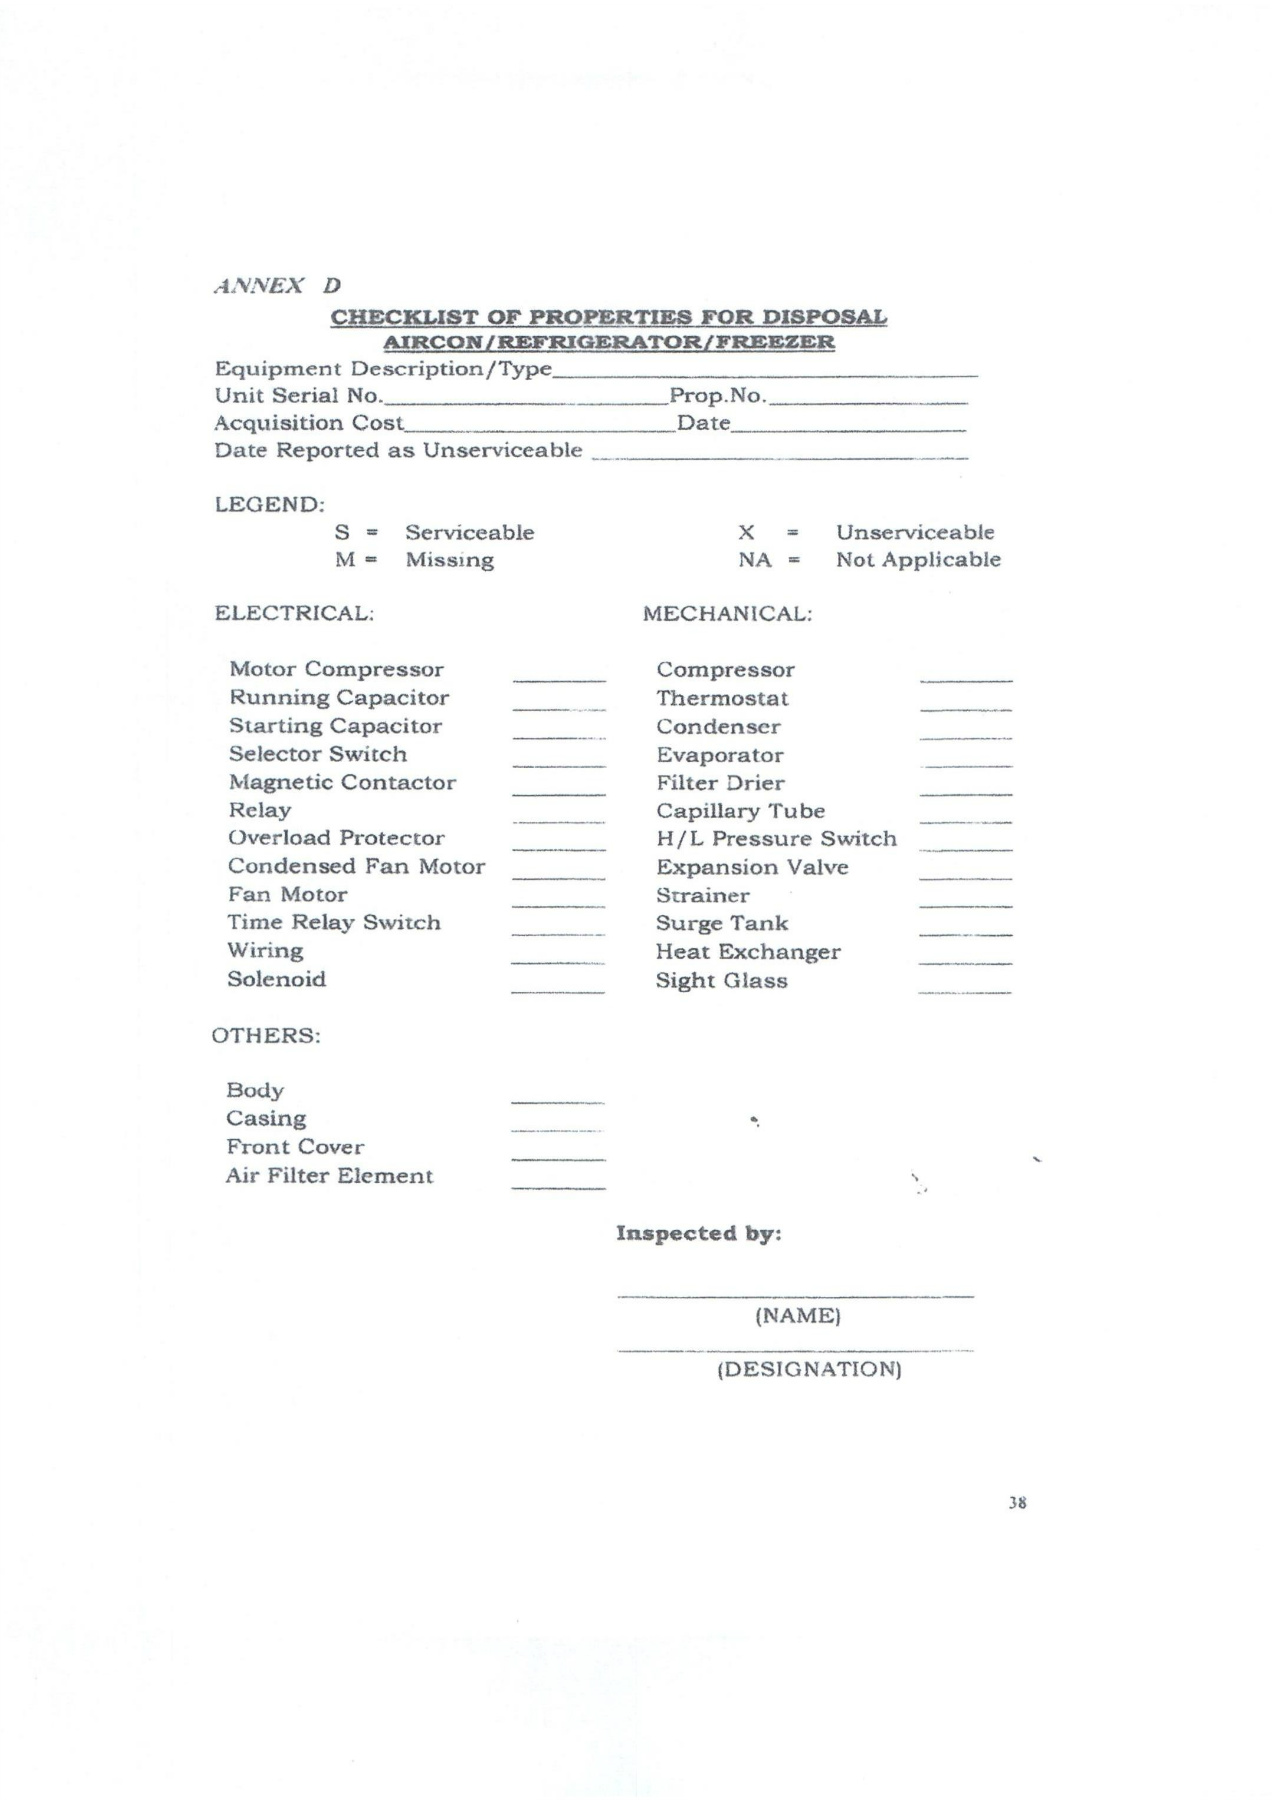 ANNEX D
CHECKLIST OF PROPERTIES FOR DISPOSAL
AIRCON/REFRIGERATOR/FREEZER
Equipment Description/Type
Unit Serial No. Prop.No.
Acquisition Cost Date
Date Reported as Unserviceable
LEGEND:
S = Serviceable X = Unserviceable
M = Missing NA = Not Applicable
ELECTRICAL: MECHANICAL:
Motor Compressor Compressor
Running Capacitor Thermostat
Starting Capacitor Condenser
Selector Switch Evaporator
Magnetic Contactor Filter Drier
Relay Capillary Tube
Overload Protector H/L Pressure Switch
Condensed Fan Motor Expansion Valve
Fan Motor Strainer
Time Relay Switch Surge Tank
Wiring Heat Exchanger
Solenoid Sight Glass
OTHERS:
Body
Casing
Front Cover
Air Filter Element
Inspected by:
(NAME)
(DESIGNATION)
38